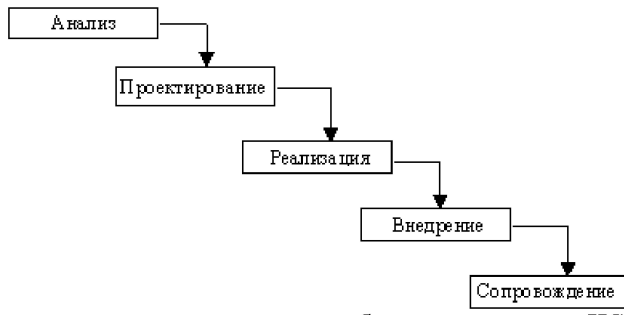 Анализ
Проектирование
Реализация
Внедрение
Сопровождение